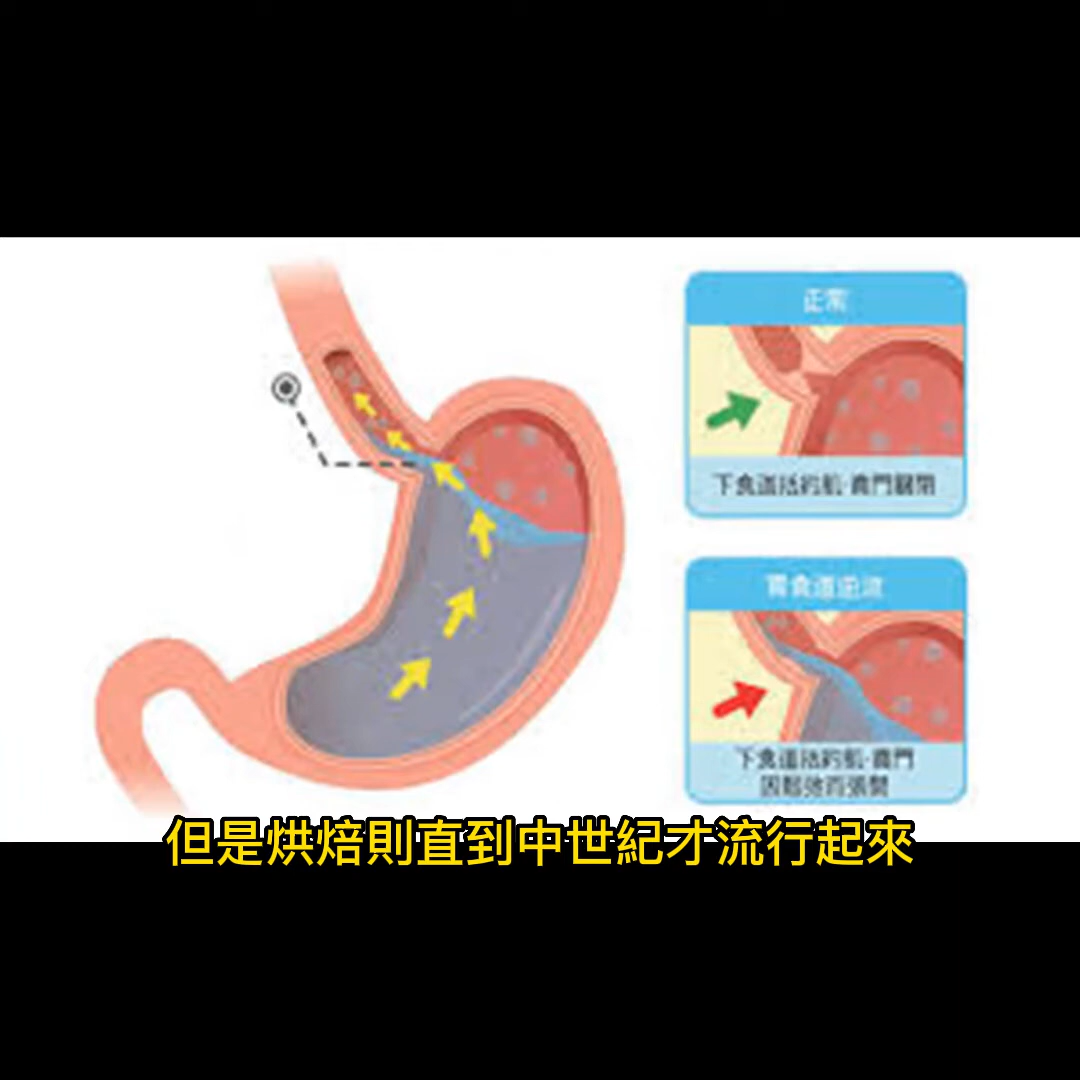 正常
下食道括約肌·賁門關閉
胃食道逆流
下食道括約肌·賁門
因鬆弛而張開
但是烘焙則直到中世紀才流行起來